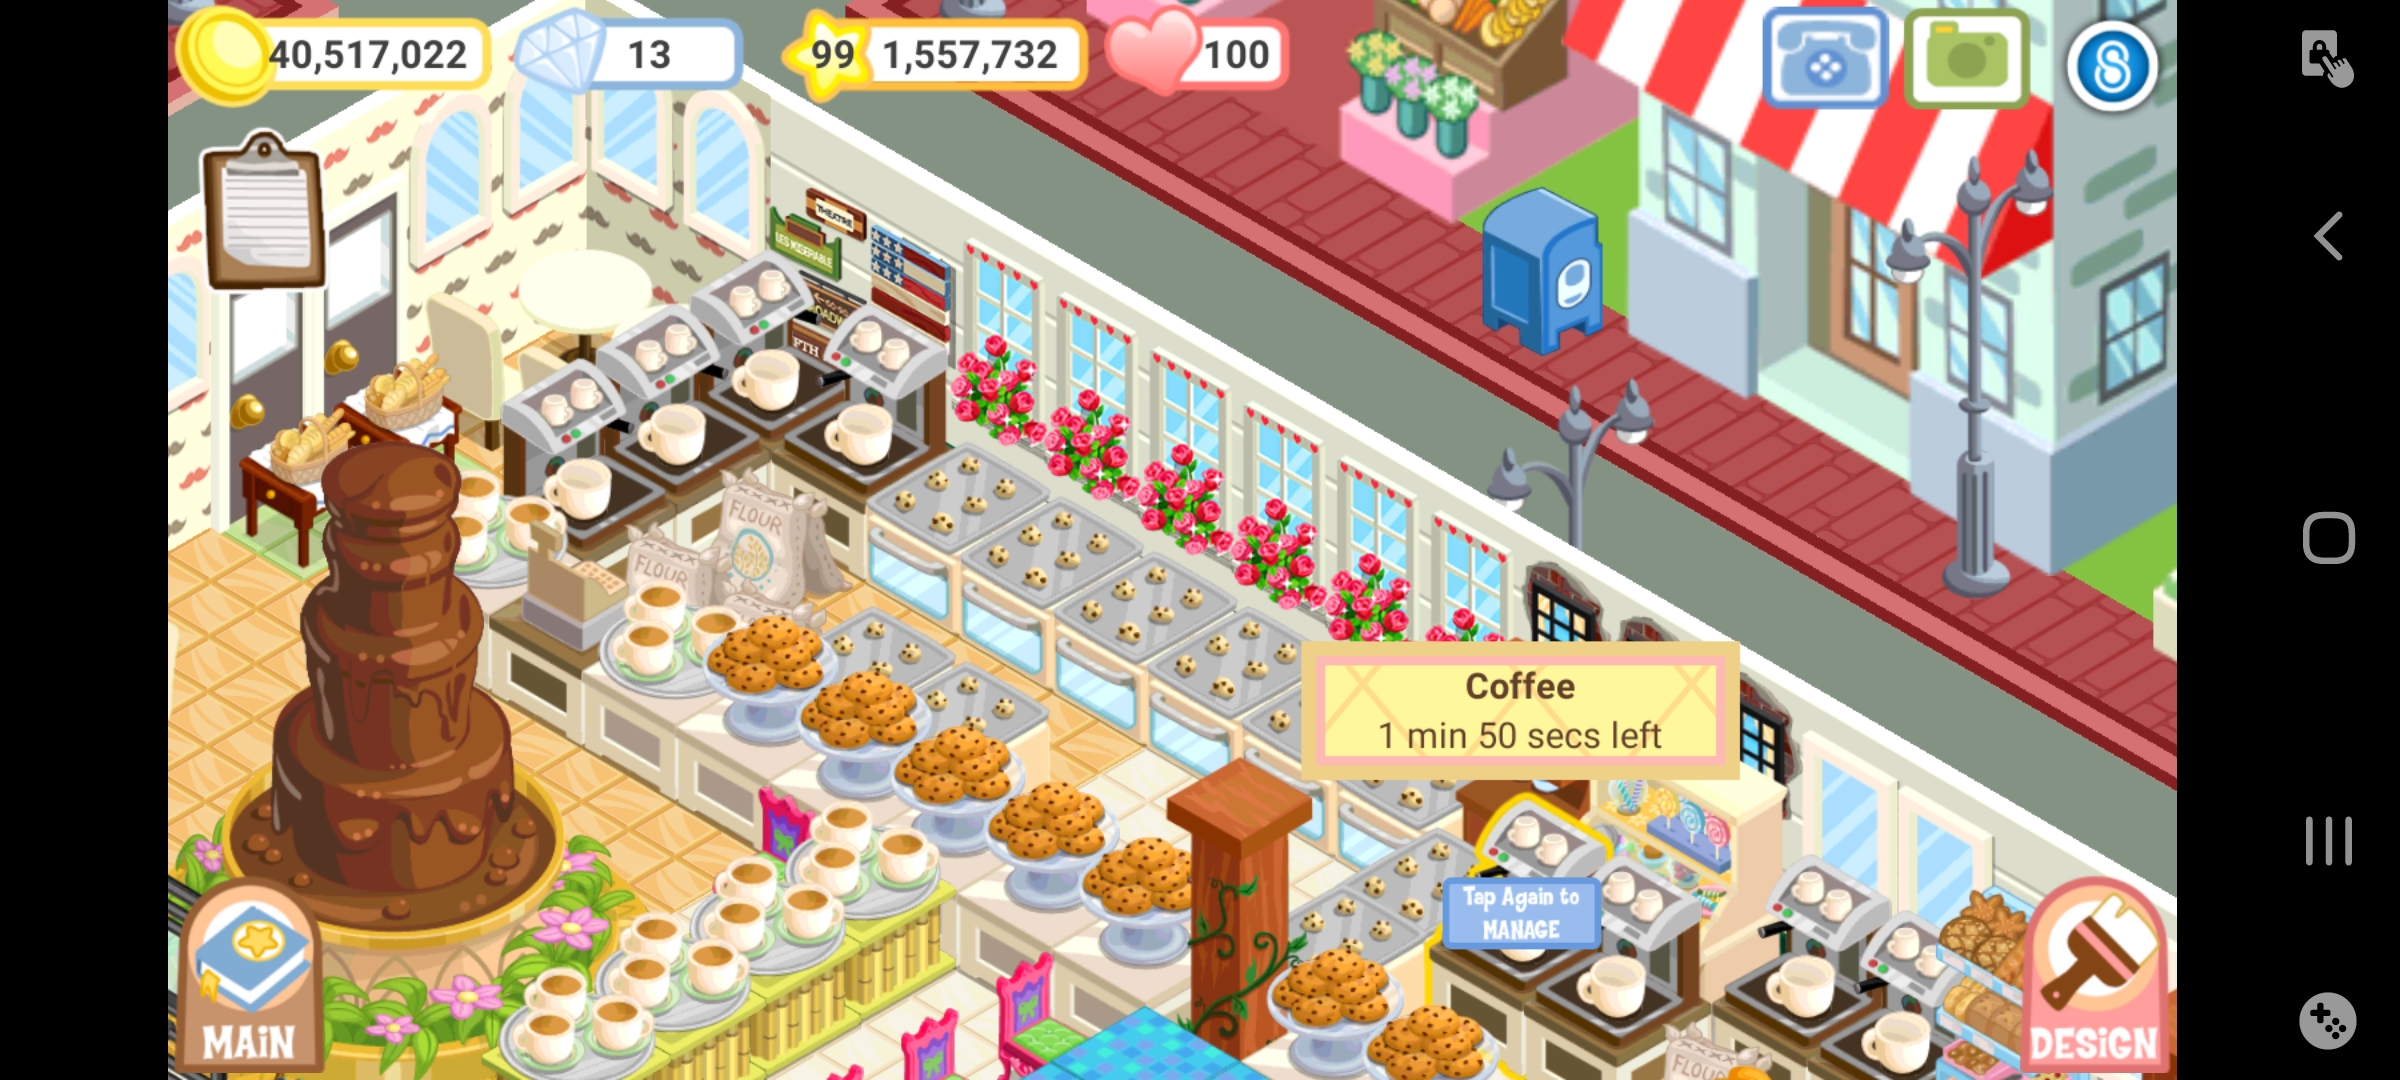 40,517,022
13
99
1,557,732
100
THEATRE
LES MISERABLE
FLOUR
FLOUR
Coffee
1 min 50 secs left
Tap Again to
MANAGE
MAiN
DESiGN
FLOUR